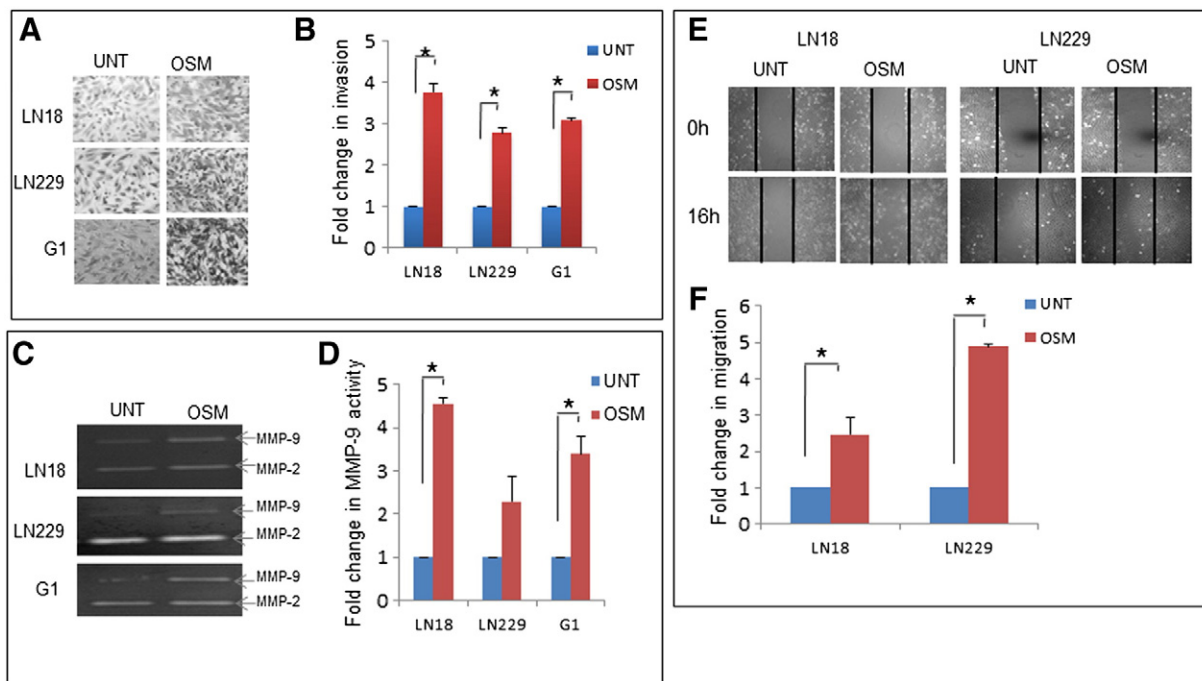 A
UNT OSM
LN18
LN229
G1
B
Fold change in invasion
5
4
3
2
1
0
* * *
UNT
OSM
LN18 LN229 G1
C
UNT OSM
LN18
MMP-9
MMP-2
LN229
MMP-9
MMP-2
G1
MMP-9
MMP-2
D
Fold change in MMP-9 activity
5
4
3
2
1
0
* *
UNT
OSM
LN18 LN229 G1
E
LN18 LN229
UNT OSM UNT OSM
0h
16h
F
Fold change in migration
6
5
4
3
2
1
0
* *
UNT
OSM
LN18 LN229